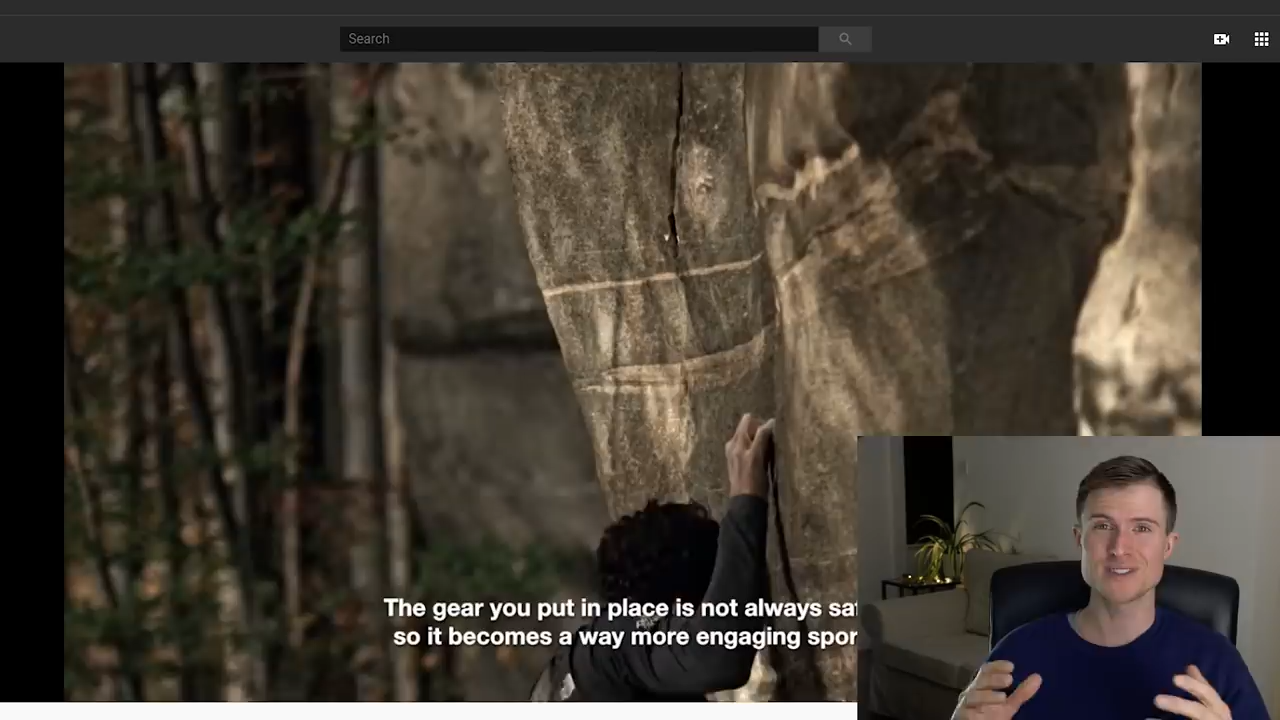 Search
The gear you put in place is not always
so it becomes a way more engaging